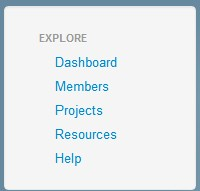 EXPLORE
Dashboard
Members
Projects
Resources
Help